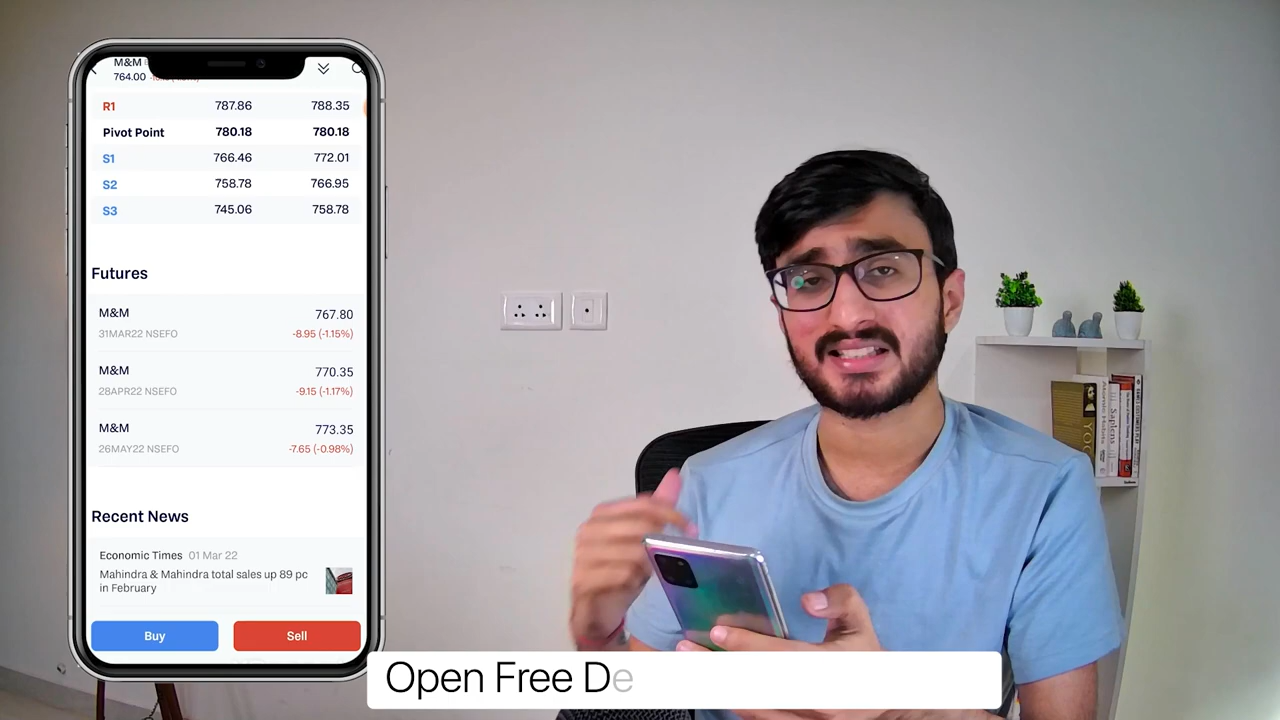 M&M
764.00
R1 787.86 788.35
Pivot Point 780.18 780.18
S1 766.46 772.01
S2 758.78 766.95
S3 745.06 758.78
Futures
M&M 767.80
31MAR22 NSEFO -8.95 (-1.15%)
M&M 770.35
28APR22 NSEFO -9.15 (-1.17%)
M&M 773.35
26MAY22 NSEFO -7.65 (-0.98%)
Recent News
Economic Times 01 Mar 22
Mahindra & Mahindra total sales up 89 pc
in February
Buy Sell
Open Free De
Sapiens